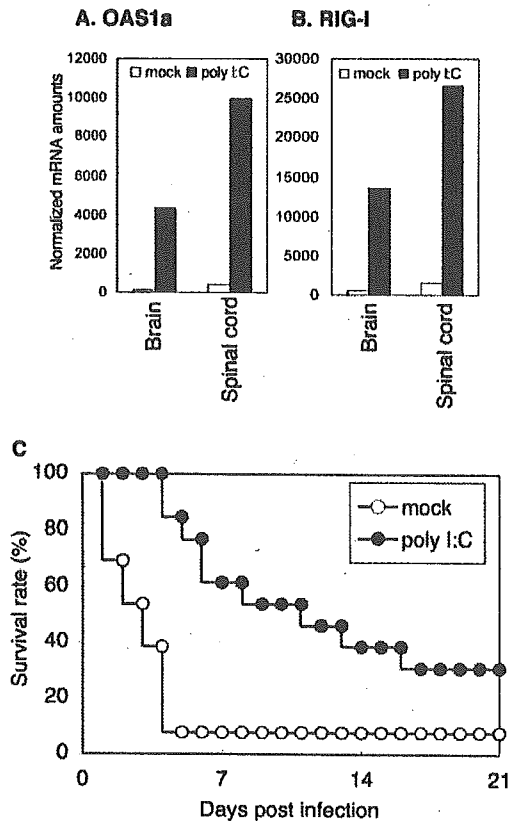 A. OAS1a
B. RIG-I
Normalized mRNA amounts
12000
10000
8000
6000
4000
2000
0
mock poly I:C
Brain
Spinal cord
30000
25000
20000
15000
10000
5000
0
mock poly I:C
Brain
Spinal cord
C
Survival rate (%)
100
80
60
40
20
0
mock
poly I:C
0 7 14 21
Days post infection